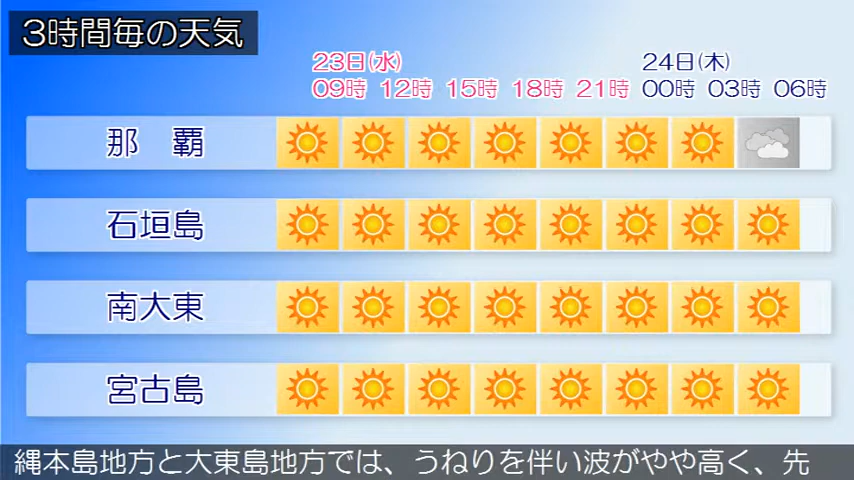 3時間毎の天気
23日(水) 24日(木)
09時 12時 15時 18時 21時 00時 03時 06時
那　覇
石垣島
南大東
宮古島
縄本島地方と大東島地方では、うねりを伴い波がやや高く、先